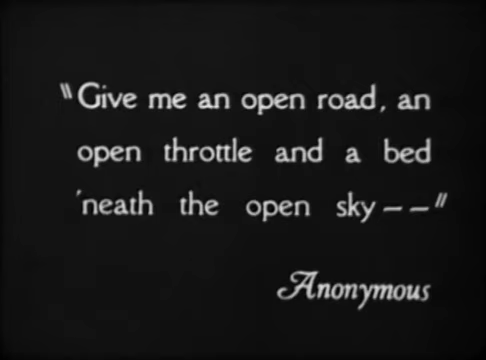 "Give me an open road, an
open throttle and a bed
'neath the open sky – –"
Anonymous